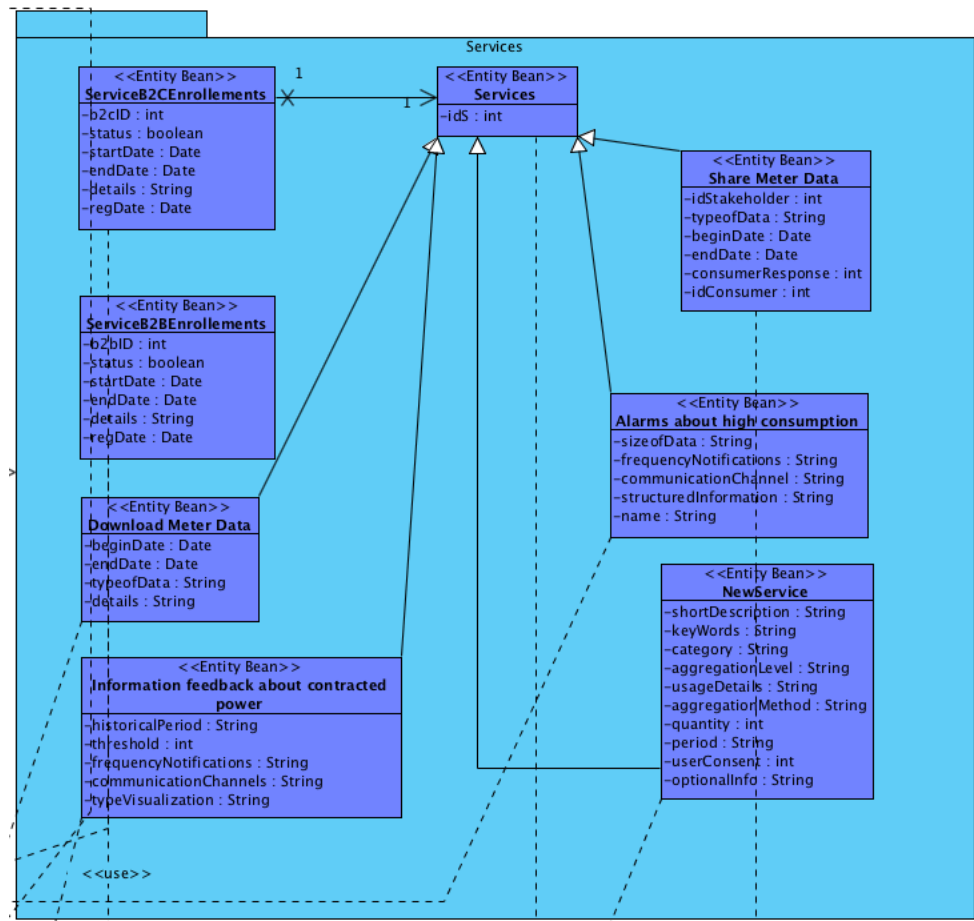 Services
<<Entity Bean>>
ServiceB2CEnrollements
-b2cID : int
-status : boolean
-startDate : Date
-endDate : Date
-details : String
-regDate : Date
1
1
<<Entity Bean>>
Services
-idS : int
<<Entity Bean>>
Share Meter Data
-idStakeholder : int
-typeofData : String
-beginDate : Date
-endDate : Date
-consumerResponse : int
-idConsumer : int
<<Entity Bean>>
ServiceB2BEnrollements
-b2bID : int
-status : boolean
-startDate : Date
-endDate : Date
-details : String
-regDate : Date
<<Entity Bean>>
Alarms about high consumption
-sizeofData : String
-frequencyNotifications : String
-communicationChannel : String
-structuredInformation : String
-name : String
<<Entity Bean>>
Download Meter Data
-beginDate : Date
-endDate : Date
-typeofData : String
-details : String
<<Entity Bean>>
NewService
-shortDescription : String
-keyWords : String
-category : String
-aggregationLevel : String
-usageDetails : String
-aggregationMethod : String
-quantity : int
-period : String
-userConsent : int
-optionalInfo : String
<<Entity Bean>>
Information feedback about contracted
power
-historicalPeriod : String
-threshold : int
-frequencyNotifications : String
-communicationChannels : String
-typeVisualization : String
<<use>>